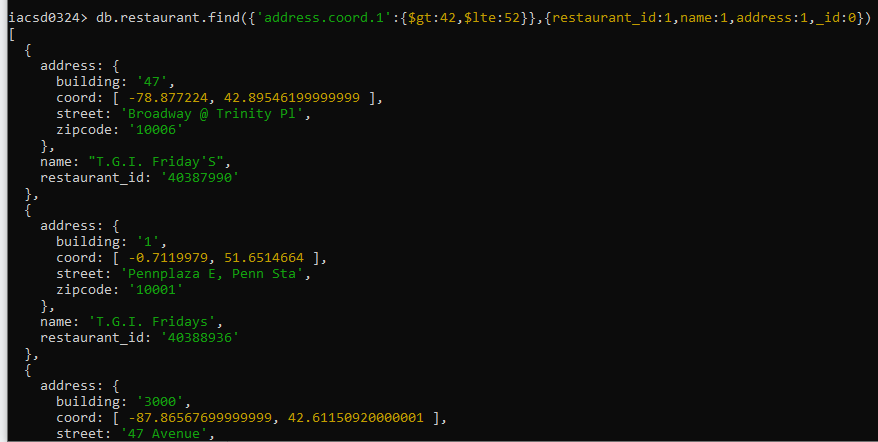 iacsd0324> db.restaurant.find({'address.coord.1':{$gt:42,$lte:52}},{restaurant_id:1,name:1,address:1,_id:0})
[
  {
    address: {
      building: '47',
      coord: [ -78.877224, 42.89546199999999 ],
      street: 'Broadway @ Trinity Pl',
      zipcode: '10006'
    },
    name: "T.G.I. Friday'S",
    restaurant_id: '40387990'
  },
  {
    address: {
      building: '1',
      coord: [ -0.7119979, 51.6514664 ],
      street: 'Pennplaza E, Penn Sta',
      zipcode: '10001'
    },
    name: 'T.G.I. Fridays',
    restaurant_id: '40388936'
  },
  {
    address: {
      building: '3000',
      coord: [ -87.86567699999999, 42.61150920000001 ],
      street: '47 Avenue',